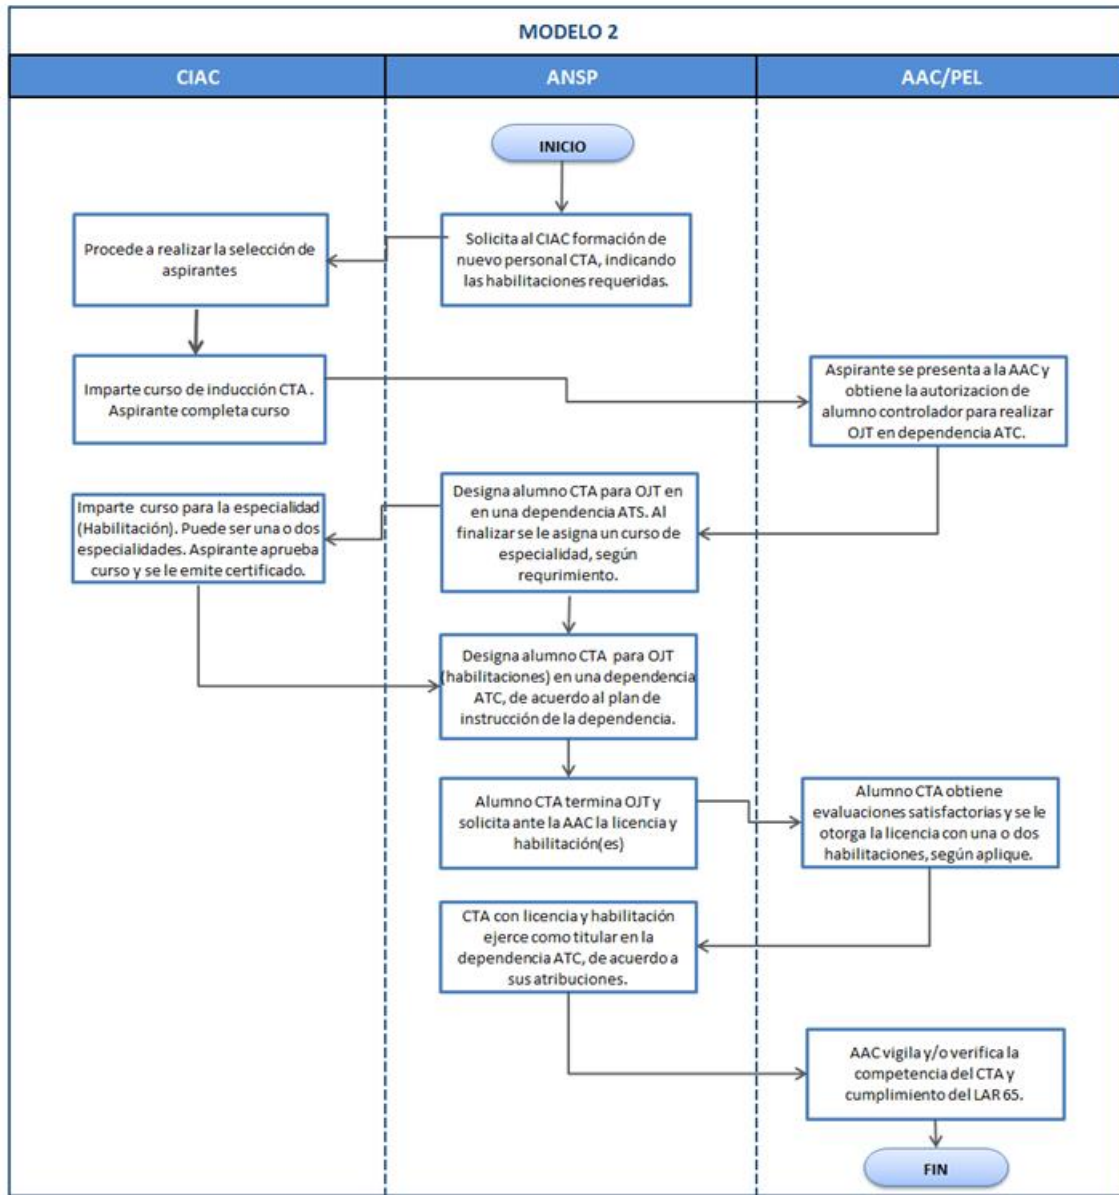 MODELO 2
CIAC
ANSP
AAC/PEL
INICIO
Solicita al CIAC formación de
nuevo personal CTA, indicando
las habilitaciones requeridas.
Procede a realizar la selección de
aspirantes
Imparte curso de inducción CTA .
Aspirante completa curso
Aspirante se presenta a la AAC y
obtiene la autorizacion de
alumno controlador para realizar
OJT en dependencia ATC.
Designa alumno CTA para OJT en
en una dependencia ATS. Al
finalizar se le asigna un curso de
especialidad, según
requrimiento.
Imparte curso para la especialidad
(Habilitación). Puede ser una o dos
especialidades. Aspirante aprueba
curso y se le emite certificado.
Designa alumno CTA para OJT
(habilitaciones) en una dependencia
ATC, de acuerdo al plan de
instrucción de la dependencia.
Alumno CTA termina OJT y
solicita ante la AAC la licencia y
habilitación(es)
Alumno CTA obtiene
evaluaciones satisfactorias y se le
otorga la licencia con una o dos
habilitaciones, según aplique.
CTA con licencia y habilitación
ejerce como titular en la
dependencia ATC, de acuerdo a
sus atribuciones.
AAC vigila y/o verifica la
competencia del CTA y
cumplimiento del LAR 65.
FIN